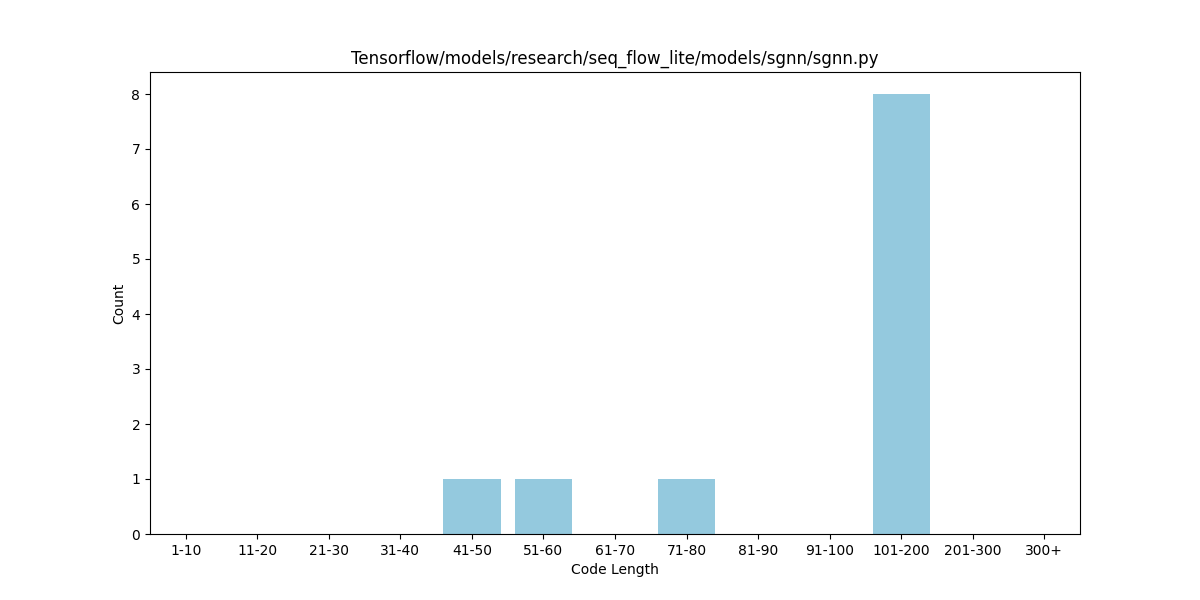 Tensorflow/models/research/seq_flow_lite/models/sgnn/sgnn.py
8
7
6
5
4
3
2
1
0
Count
1-10 11-20 21-30 31-40 41-50 51-60 61-70 71-80 81-90 91-100 101-200 201-300 300+
Code Length